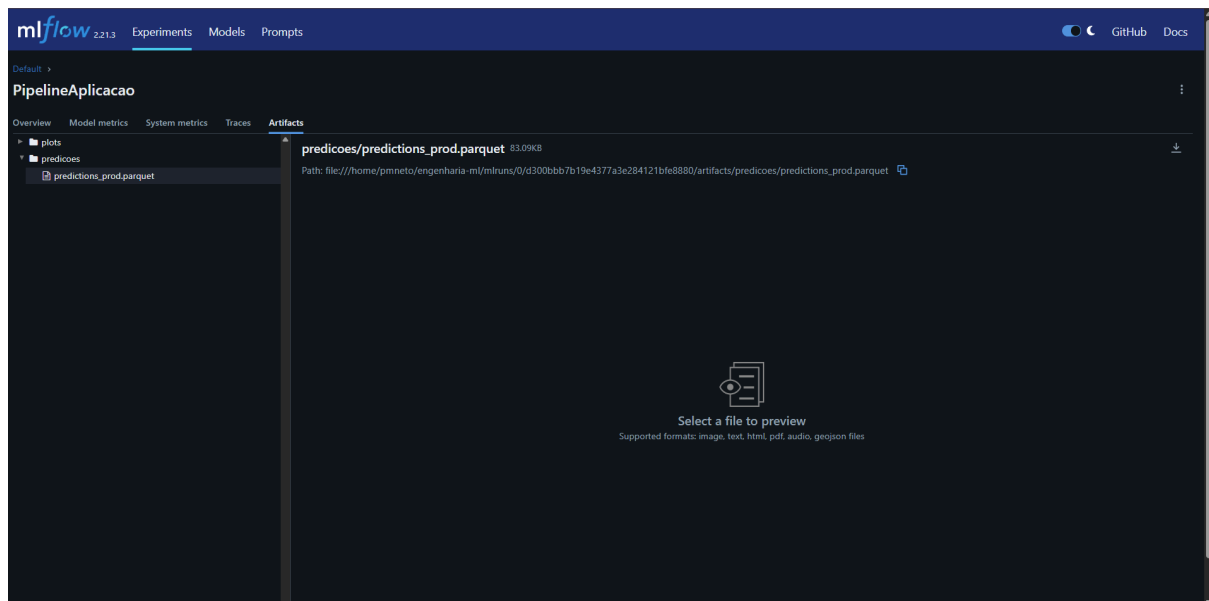 mlflow 2.21.3 Experiments Models Prompts GitHub Docs
Default >
PipelineAplicacao
Overview Model metrics System metrics Traces Artifacts
plots
predicoes
predictions_prod.parquet
predicoes/predictions_prod.parquet 83.09KB
Path: file:///home/pmneto/engenharia-ml/mlruns/0/d300bbb7b19e4377a3e284121bfe8880/artifacts/predicoes/predictions_prod.parquet
Select a file to preview
Supported formats: image, text, html, pdf, audio, geojson files